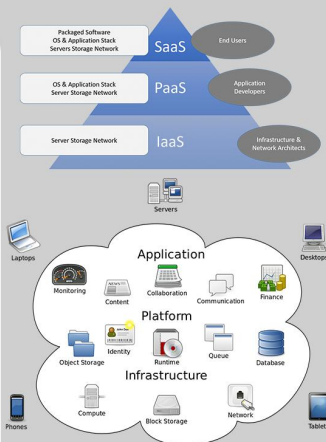 Packaged Software
OS & Application Stack
Servers Storage Network
SaaS
End Users
OS & Application Stack
Server Storage Network
PaaS
Application
Developers
Server Storage Network
IaaS
Infrastructure &
Network Architects
Servers
Laptops
Desktops
Application
Monitoring
NEWS
Content
Collaboration
Communication
Finance
Platform
Object Storage
Identity
Runtime
Queue
Database
Infrastructure
Compute
Block Storage
Network
Phones
Tablet